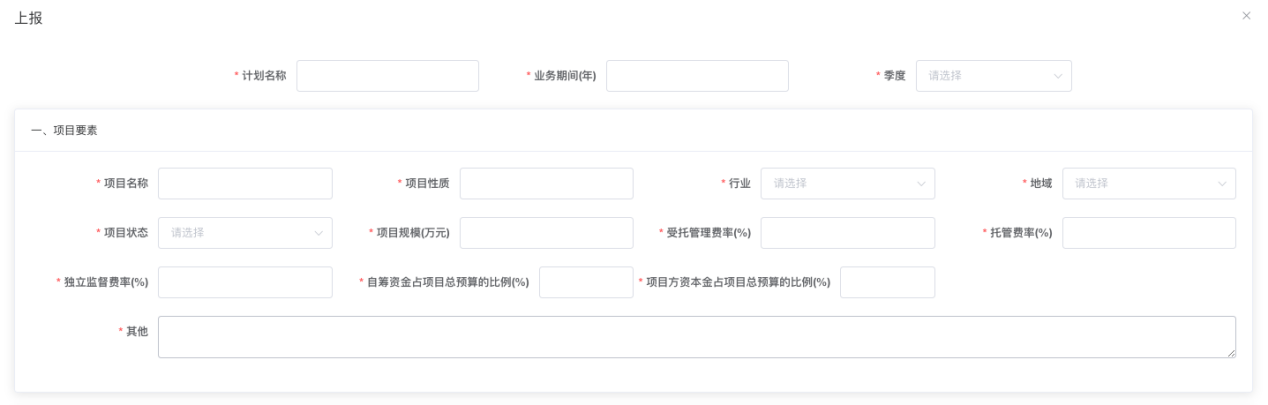 上报
* 计划名称 * 业务期间(年) * 季度 请选择
一、项目要素
* 项目名称 * 项目性质 * 行业 请选择 * 地域 请选择
* 项目状态 请选择 * 项目规模(万元) * 受托管理费率(%) * 托管费率(%)
* 独立监督费率(%) * 自筹资金占项目总预算的比例(%) * 项目方资本金占项目总预算的比例(%)
* 其他